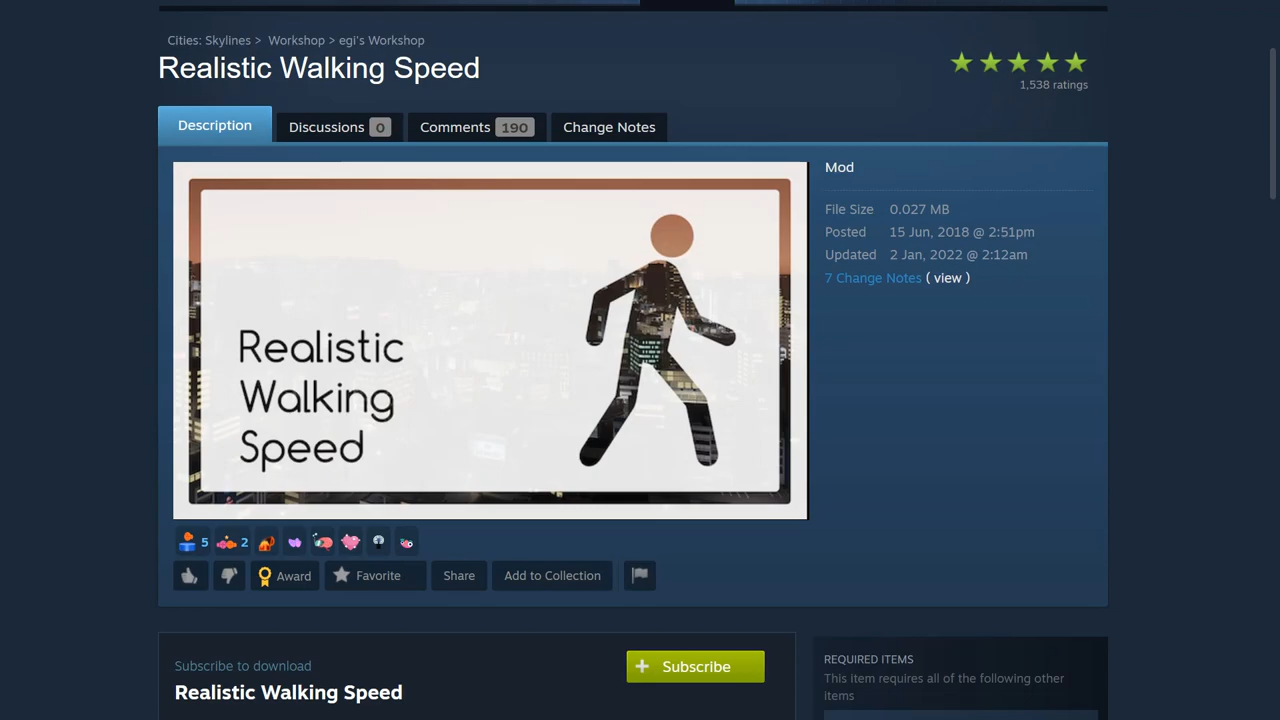 Cities: Skylines > Workshop > egi's Workshop
Realistic Walking Speed
1,538 ratings
Description
Discussions 0
Comments 190
Change Notes
Realistic
Walking
Speed
Mod
File Size 0.027 MB
Posted 15 Jun, 2018 @ 2:51pm
Updated 2 Jan, 2022 @ 2:12am
7 Change Notes ( view )
5
2
Award
Favorite
Share
Add to Collection
Subscribe to download
Realistic Walking Speed
Subscribe
REQUIRED ITEMS
This item requires all of the following other
items